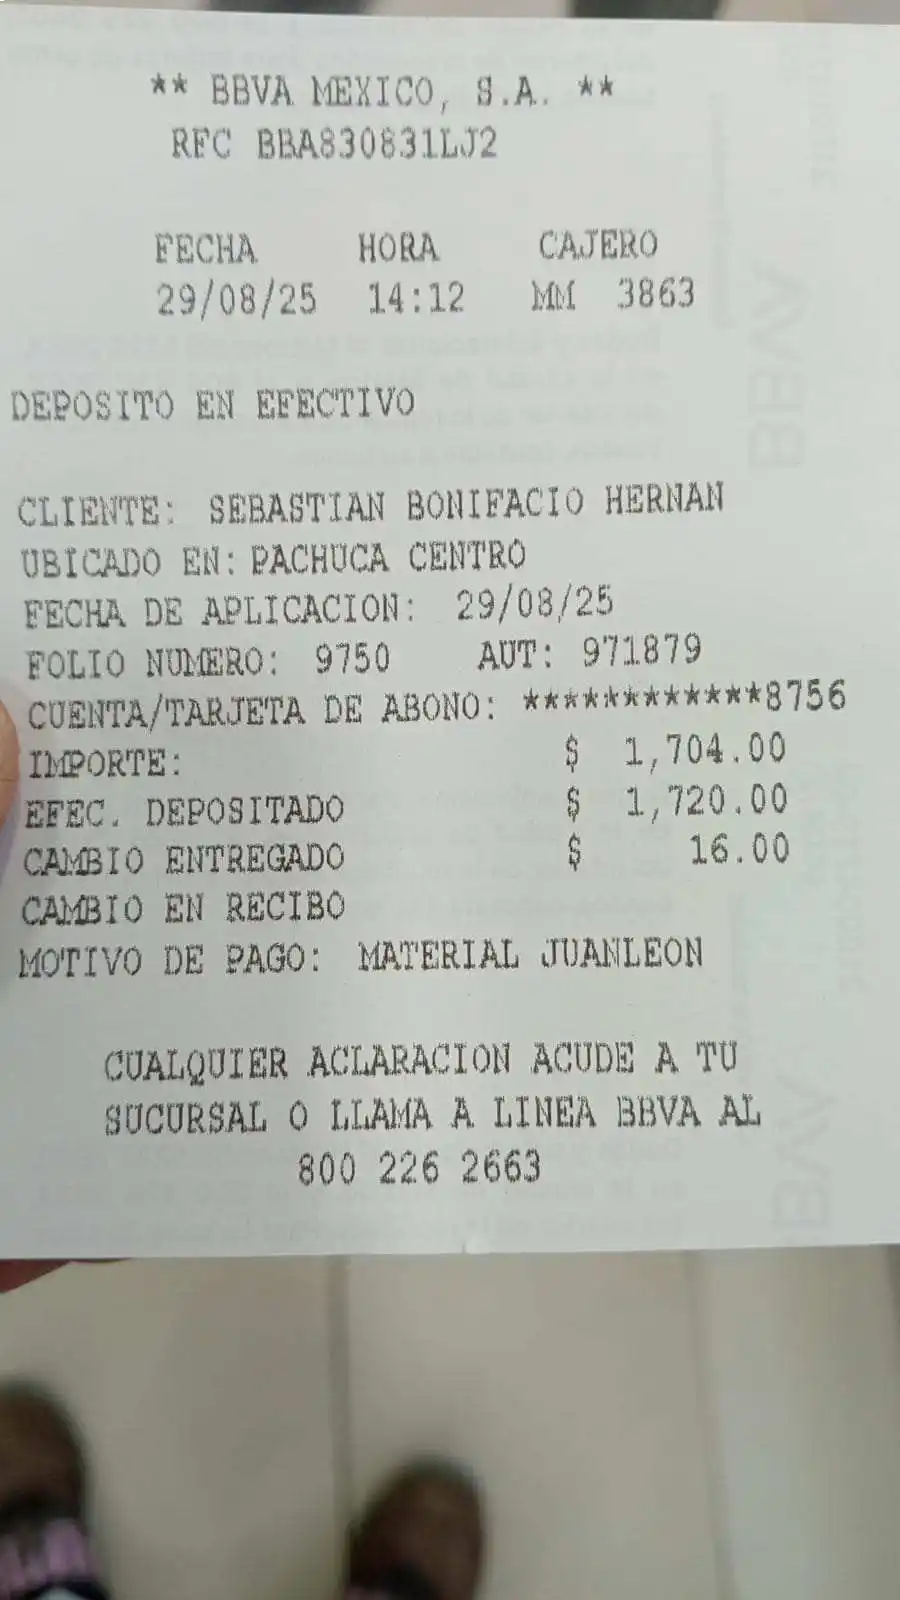 ** BBVA MEXICO, S.A. **
RFC BBA830831LJ2
FECHA HORA CAJERO
29/08/25 14:12 MM 3863
DEPOSITO EN EFECTIVO
CLIENTE: SEBASTIAN BONIFACIO HERNAN
UBICADO EN: PACHUCA CENTRO
FECHA DE APLICACION: 29/08/25
FOLIO NUMERO: 9750 AUT: 971879
CUENTA/TARJETA DE ABONO: ************8756
IMPORTE: $ 1,704.00
EFEC. DEPOSITADO $ 1,720.00
CAMBIO ENTREGADO $ 16.00
CAMBIO EN RECIBO
MOTIVO DE PAGO: MATERIAL JUANLEON
CUALQUIER ACLARACION ACUDE A TU
SUCURSAL O LLAMA A LINEA BBVA AL
800 226 2663